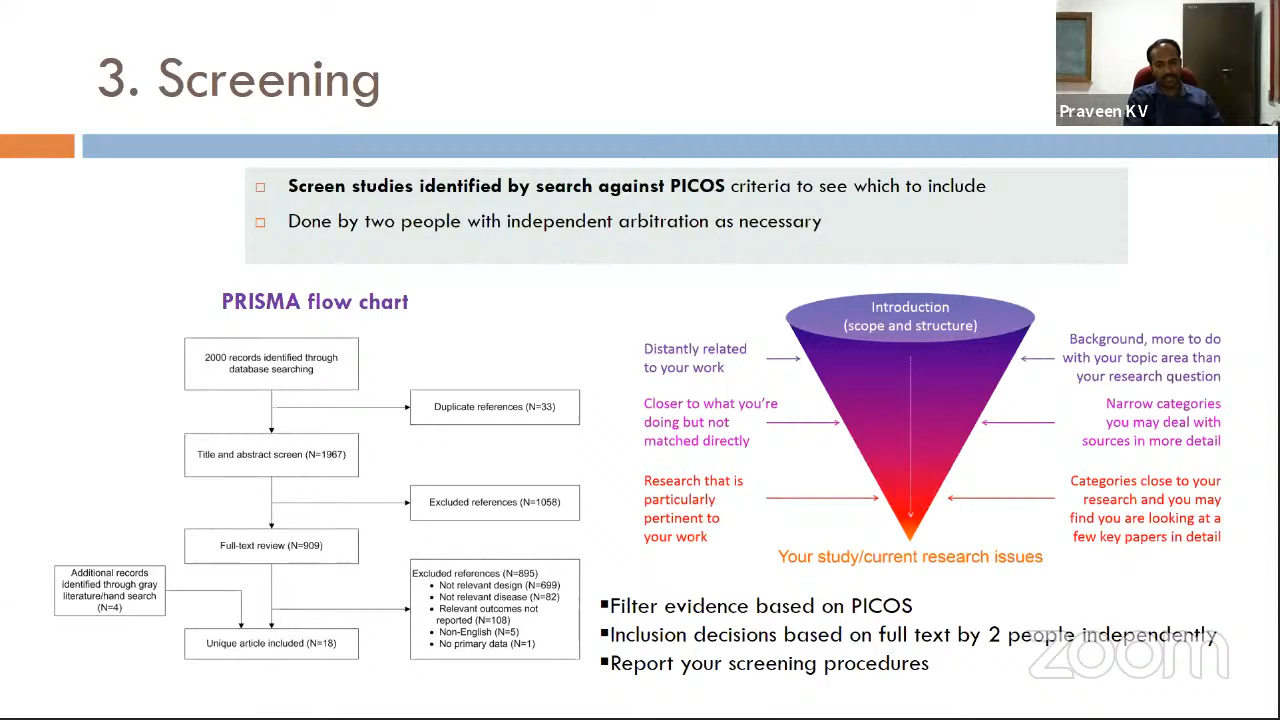 3. Screening
Praveen KV
Screen studies identified by search against PICOS criteria to see which to include
Done by two people with independent arbitration as necessary
PRISMA flow chart
2000 records identified through
database searching
Duplicate references (N=33)
Title and abstract screen (N=1967)
Excluded references (N=1058)
Full-text review (N=909)
Additional records
identified through gray
literature/hand search
(N=4)
Excluded references (N=895)
• Not relevant design (N=699)
• Not relevant disease (N=82)
• Relevant outcomes not
reported (N=108)
• Non-English (N=5)
• No primary data (N=1)
Unique article included (N=18)
Introduction
(scope and structure)
Distantly related
to your work
Background, more to do
with your topic area than
your research question
Closer to what you're
doing but not
matched directly
Narrow categories
you may deal with
sources in more detail
Research that is
particularly
pertinent to
your work
Categories close to your
research and you may
find you are looking at a
few key papers in detail
Your study/current research issues
▪Filter evidence based on PICOS
▪Inclusion decisions based on full text by 2 people independently
▪Report your screening procedures
zoom